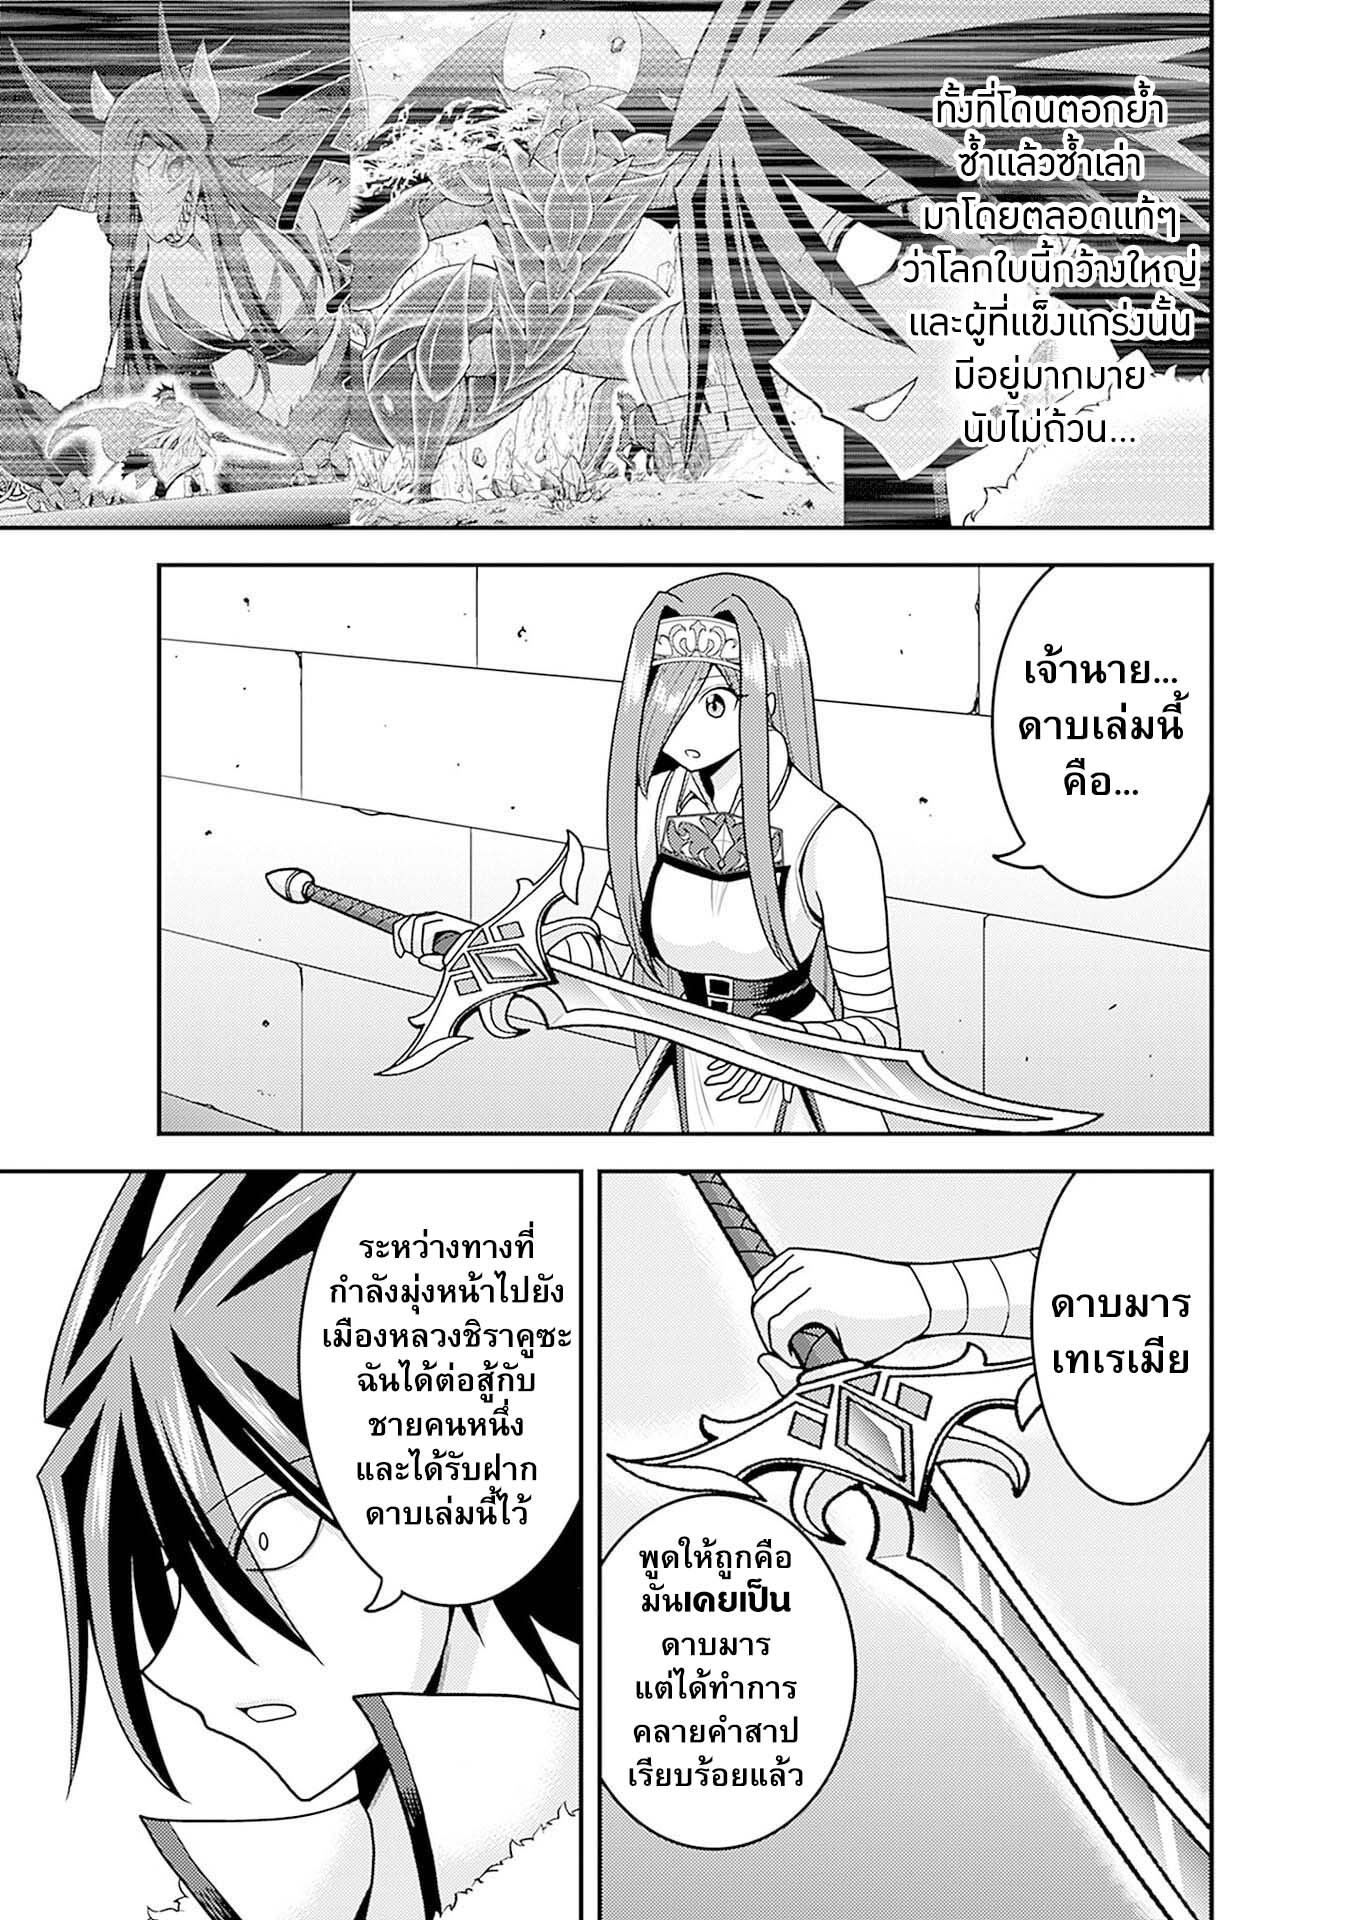 ทั้งที่โดนตอกย้ำ
ซ้ำแล้วซ้ำเล่า
มาโดยตลอดแท้ๆ
ว่าโลกใบนี้กว้างใหญ่
และผู้ที่แข็งแกร่งนั้น
มีอยู่มากมาย
นับไม่ถ้วน...
เจ้านาย...
ดาบเล่มนี้
คือ...
ดาบมาร
เทเรเมีย
พูดให้ถูกคือ
มันเคยเป็น
ดาบมาร
แต่ได้ทำการ
คลายคำสาป
เรียบร้อยแล้ว
ระหว่างทางที่
กำลังมุ่งหน้าไปยัง
เมืองหลวงชิราคูซะ
ฉันได้ต่อสู้กับ
ชายคนหนึ่ง
และได้รับฝาก
ดาบเล่มนี้ไว้